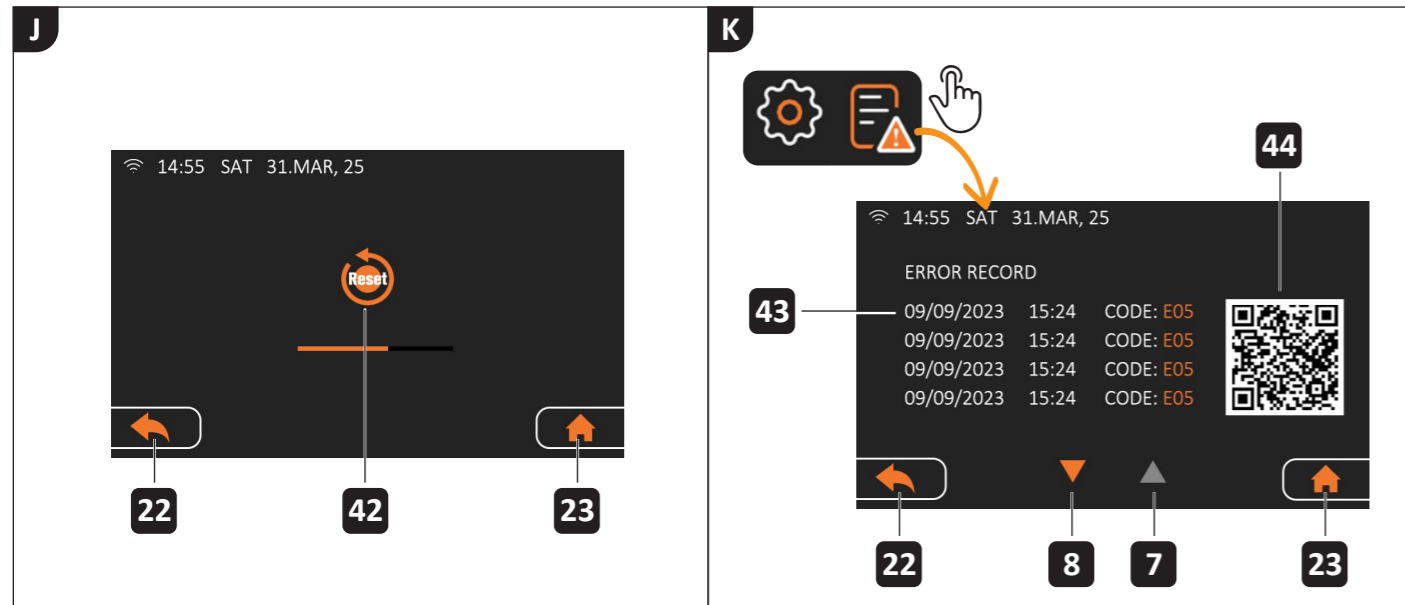 J
14:55 SAT 31.MAR, 25
Reset
22
42
23
K
44
14:55 SAT 31.MAR, 25
ERROR RECORD
43
09/09/2023 15:24 CODE: E05
09/09/2023 15:24 CODE: E05
09/09/2023 15:24 CODE: E05
09/09/2023 15:24 CODE: E05
22
8
7
23